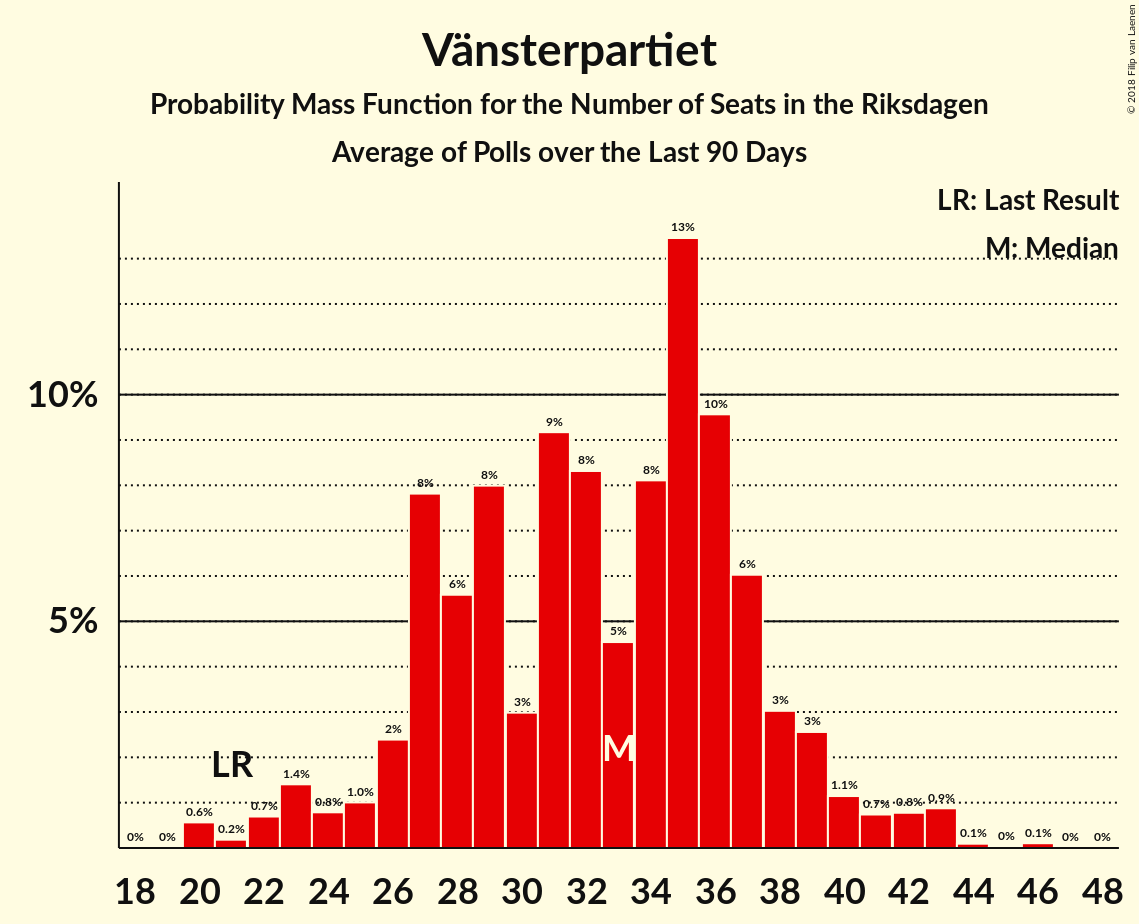 Vänsterpartiet
Probability Mass Function for the Number of Seats in the Riksdagen
Average of Polls over the Last 90 Days
© 2018 Filip van Laenen
LR: Last Result
M: Median
10%
5%
0% 0% 0.6% 0.2% 0.7% 1.4% 0.8% 1.0% 2% 8% 6% 8% 3% 9% 8% 5% 8% 13% 10% 6% 3% 3% 1.1% 0.7% 0.8% 0.9% 0.1% 0% 0.1% 0% 0%
LR
M
18 20 22 24 26 28 30 32 34 36 38 40 42 44 46 48